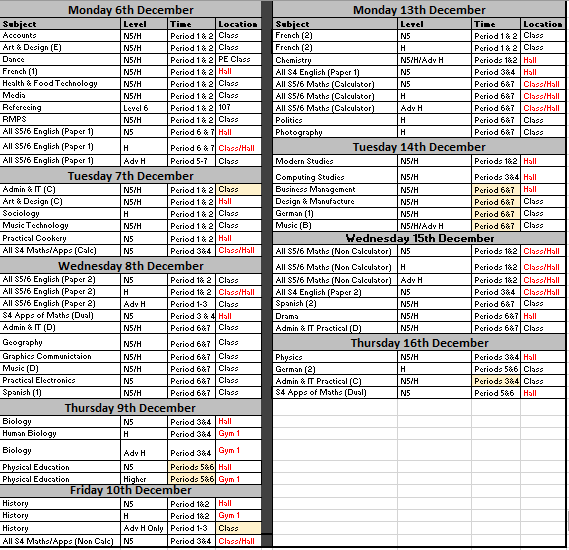 Monday 6th December
Subject Level Time Location
Accounts N5/H Period 1 & 2 Class
Art & Design (E) N5/H Period 1 & 2 Class
Dance N5/H Period 1 & 2 PE Class
French (1) N5/H Period 1 & 2 Hall
Health & Food Technology N5/H Period 1 & 2 Class
Media N5/H Period 1 & 2 Class
Refereeing Level 6 Period 1 & 2 107
RMPS N5/H Period 1 & 2 Class
All S5/6 English (Paper 1) N5 Period 6 & 7 Hall
All S5/6 English (Paper 1) H Period 6 & 7 Class/Hall
All S5/6 English (Paper 1) Adv H Period 5-7 Class
Tuesday 7th December
Admin & IT (C) N5/H Period 1 & 2 Class
Art & Design (C) N5/H Period 1 & 2 Hall
Sociology H Period 1 & 2 Class
Music Technology N5/H Period 1 & 2 Class
Practical Cookery N5 Period 1 & 2 Hall
All S4 Maths/Apps (Calc) N5 Period 3&4 Class/Hall
Wednesday 8th December
All S5/6 English (Paper 2) N5 Period 1& 2 Class
All S5/6 English (Paper 2) H Period 1& 2 Class/Hall
All S5/6 English (Paper 2) Adv H Period 1-3 Class
S4 Apps of Maths (Dual) N5 Period 3 & 4 Hall
Admin & IT (D) N5/H Period 6&7 Class
Geography N5/H Period 6&7 Class
Graphics Communictaion N5/H Period 6&7 Class
Music (D) N5/H Period 6&7 Class
Practical Electronics N5 Period 6&7 Class
Spanish (1) N5/H Period 6&7 Class
Thursday 9th December
Biology N5 Period 3&4 Hall
Human Biology H Period 3&4 Gym 1
Biology Adv H Period 3&4 Gym 1
Physical Education N5 Periods 5&6 Hall
Physical Education Higher Periods 5&6 Gym 1
Friday 10th December
History N5 Period 1&2 Hall
History H Period 1&2 Gym 1
History Adv H Only Period 1-3 Class
All S4 Maths/Apps (Non Calc) N5 Period 3&4 Class/Hall
Monday 13th December
Subject Level Time Location
French (2) N5 Period 1 & 2 Class
French (2) H Period 1 & 2 Class
Chemistry N5/H/Adv H Periods 1&2 Hall
All S4 English (Paper 1) N5 Period 3&4 Hall
All S5/6 Maths (Calculator) N5 Period 6&7 Class/Hall
All S5/6 Maths (Calculator) H Period 6&7 Class/Hall
All S5/6 Maths (Calculator) Adv H Period 6&7 Class/Hall
Politics H Period 6&7 Class
Photography H Period 6&7 Class
Tuesday 14th December
Modern Studies N5/H Periods 1&2 Hall
Computing Studies N5/H Periods 3&4 Hall
Business Management N5/H Period 6&7 Class
Design & Manufacture N5/H Period 6&7 Class
German (1) N5/H Period 6&7 Class
Music (B) N5/H/Adv H Period 6&7 Class
Wednesday 15th December
All S5/6 Maths (Non Calculator) N5 Periods 1&2 Class/Hall
All S5/6 Maths (Non Calculator) H Periods 1&2 Class/Hall
All S5/6 Maths (Non Calculator) Adv H Periods 1&2 Class/Hall
All S4 English (Paper 2) N5 Period 3&4 Class/Hall
Spanish (2) N5/H Period 6&7 Class
Drama N5/H Periods 6&7 Hall
Admin & IT Practical (D) N5/H Periods 6&7 Class
Thursday 16th December
Physics N5/H Periods 3&4 Hall
German (2) H Periods 5&6 Class
Admin & IT Practical (C) N5/H Periods 3&4 Class
S4 Apps of Maths (Dual) N5 Period 5&6 Hall